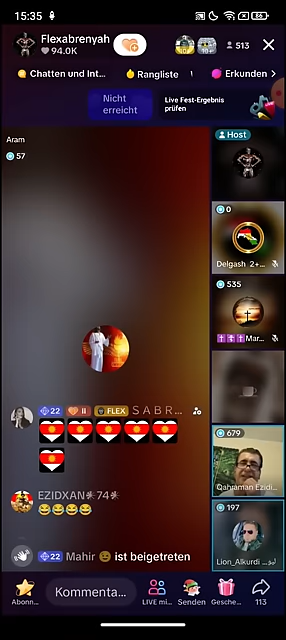 15:35
86
Flexabrenyah
94.0K
513
Chatten und Int...
Rangliste
Erkunden >
Nicht
erreicht
Live Fest-Ergebnis
prüfen
Aram
57
Host
0
Delgash 2+...
535
Mar...
679
Qahraman Ezidi...
197
Lion_Alkurdi
22 II FLEX S A B R ...
EZIDXAN☀74☀
😂😂😂😂
22 Mahir 😉 ist beigetreten
Abonn...
Kommenta...
LIVE mi...
Senden
Gesche...
113